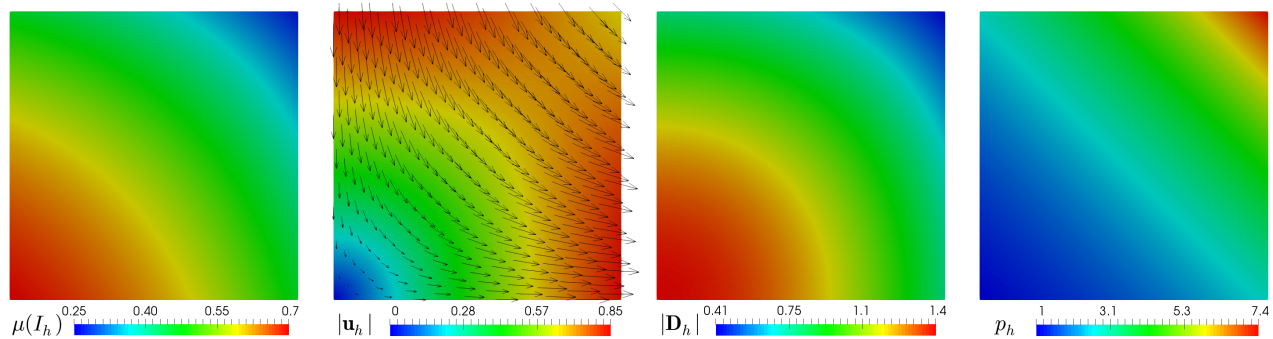 μ(I_h) 0.25 0.40 0.55 0.7
|u_h| 0 0.28 0.57 0.85
|D_h| 0.41 0.75 1.1 1.4
p_h 1 3.1 5.3 7.4